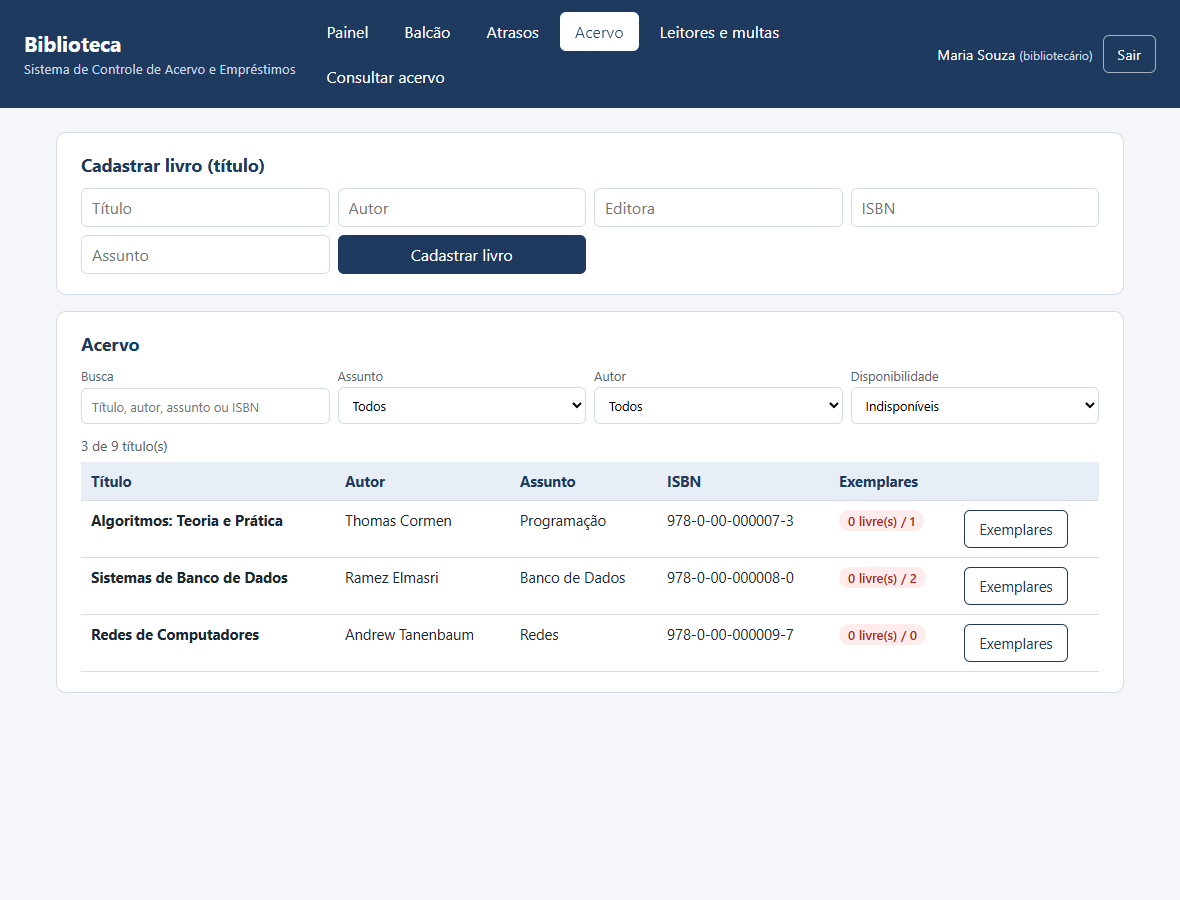 Biblioteca
Sistema de Controle de Acervo e Empréstimos
Painel Balcão Atrasos Acervo Leitores e multas
Consultar acervo
Maria Souza (bibliotecário) Sair
Cadastrar livro (título)
Título Autor Editora ISBN
Assunto Cadastrar livro
Acervo
Busca Assunto Autor Disponibilidade
Título, autor, assunto ou ISBN Todos Todos Indisponíveis
3 de 9 título(s)
Título Autor Assunto ISBN Exemplares
Algoritmos: Teoria e Prática Thomas Cormen Programação 978-0-00-000007-3 0 livre(s) / 1 Exemplares
Sistemas de Banco de Dados Ramez Elmasri Banco de Dados 978-0-00-000008-0 0 livre(s) / 2 Exemplares
Redes de Computadores Andrew Tanenbaum Redes 978-0-00-000009-7 0 livre(s) / 0 Exemplares